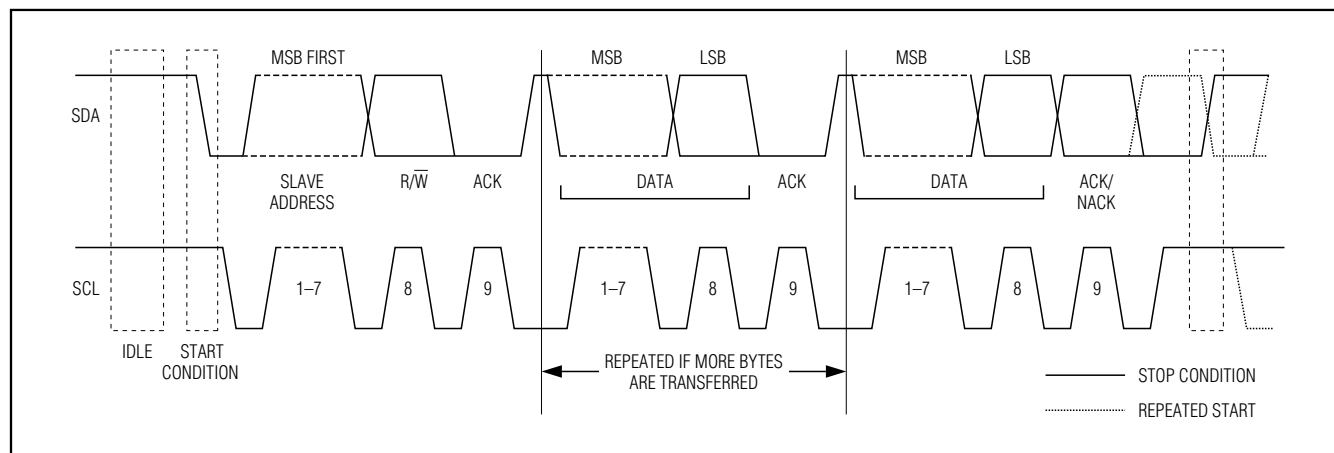 MSB FIRST
MSB
LSB
MSB
LSB
SDA
SLAVE
ADDRESS
R/W̅
ACK
DATA
ACK
DATA
ACK/
NACK
SCL
1–7
8
9
1–7
8
9
1–7
8
9
IDLE
START
CONDITION
REPEATED IF MORE BYTES
ARE TRANSFERRED
STOP CONDITION
REPEATED START